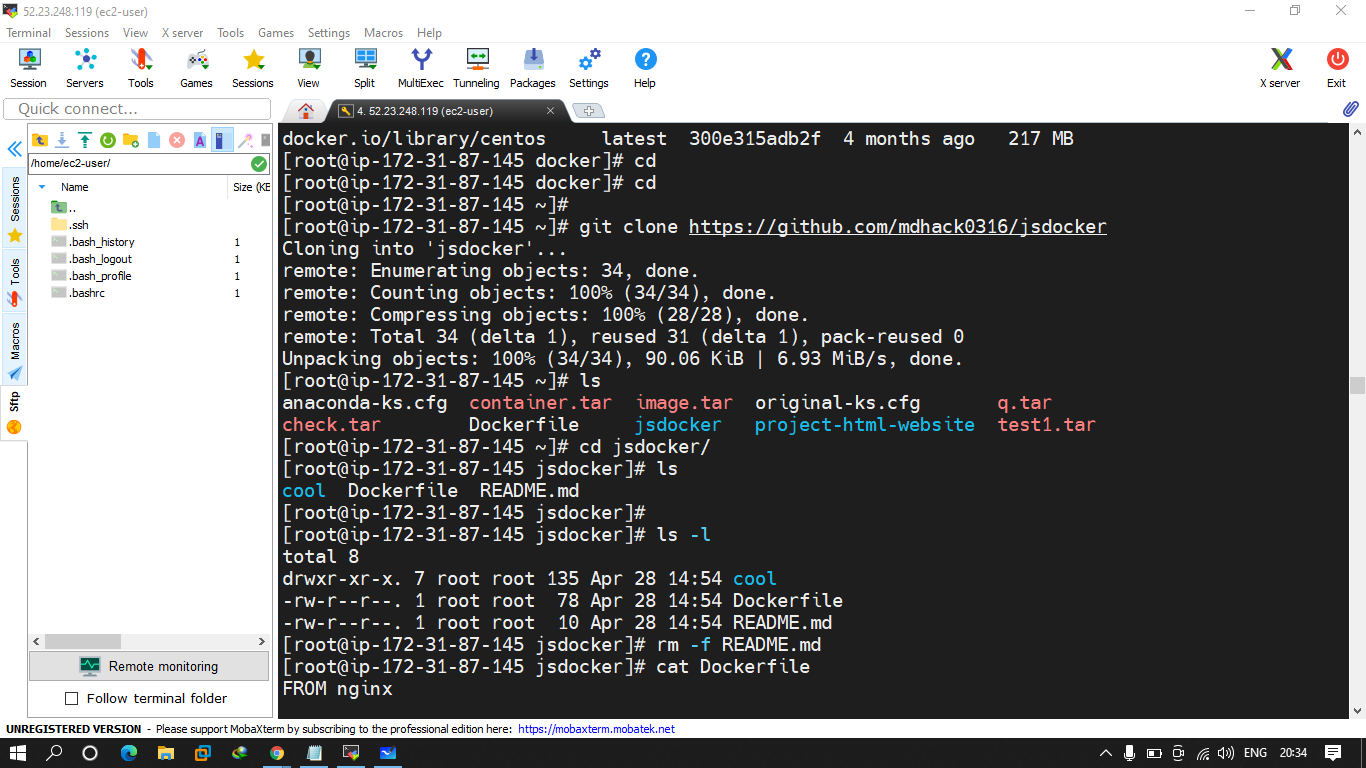 52.23.248.119 (ec2-user)
Terminal Sessions View X server Tools Games Settings Macros Help
Session Servers Tools Games Sessions View Split MultiExec Tunneling Packages Settings Help X server Exit
Quick connect...
4. 52.23.248.119 (ec2-user)
/home/ec2-user/
Name Size (KB
..
.ssh
.bash_history 1
.bash_logout 1
.bash_profile 1
.bashrc 1
Sessions
Tools
Macros
Sftp
Remote monitoring
Follow terminal folder
docker.io/library/centos latest 300e315adb2f 4 months ago 217 MB
[root@ip-172-31-87-145 docker]# cd
[root@ip-172-31-87-145 docker]# cd
[root@ip-172-31-87-145 ~]#
[root@ip-172-31-87-145 ~]# git clone https://github.com/mdhack0316/jsdocker
Cloning into 'jsdocker'...
remote: Enumerating objects: 34, done.
remote: Counting objects: 100% (34/34), done.
remote: Compressing objects: 100% (28/28), done.
remote: Total 34 (delta 1), reused 31 (delta 1), pack-reused 0
Unpacking objects: 100% (34/34), 90.06 KiB | 6.93 MiB/s, done.
[root@ip-172-31-87-145 ~]# ls
anaconda-ks.cfg container.tar image.tar original-ks.cfg q.tar
check.tar Dockerfile jsdocker project-html-website test1.tar
[root@ip-172-31-87-145 ~]# cd jsdocker/
[root@ip-172-31-87-145 jsdocker]# ls
cool Dockerfile README.md
[root@ip-172-31-87-145 jsdocker]#
[root@ip-172-31-87-145 jsdocker]# ls -l
total 8
drwxr-xr-x. 7 root root 135 Apr 28 14:54 cool
-rw-r--r--. 1 root root 78 Apr 28 14:54 Dockerfile
-rw-r--r--. 1 root root 10 Apr 28 14:54 README.md
[root@ip-172-31-87-145 jsdocker]# rm -f README.md
[root@ip-172-31-87-145 jsdocker]# cat Dockerfile
FROM nginx
UNREGISTERED VERSION - Please support MobaXterm by subscribing to the professional edition here: https://mobaxterm.mobatek.net
ENG 20:34